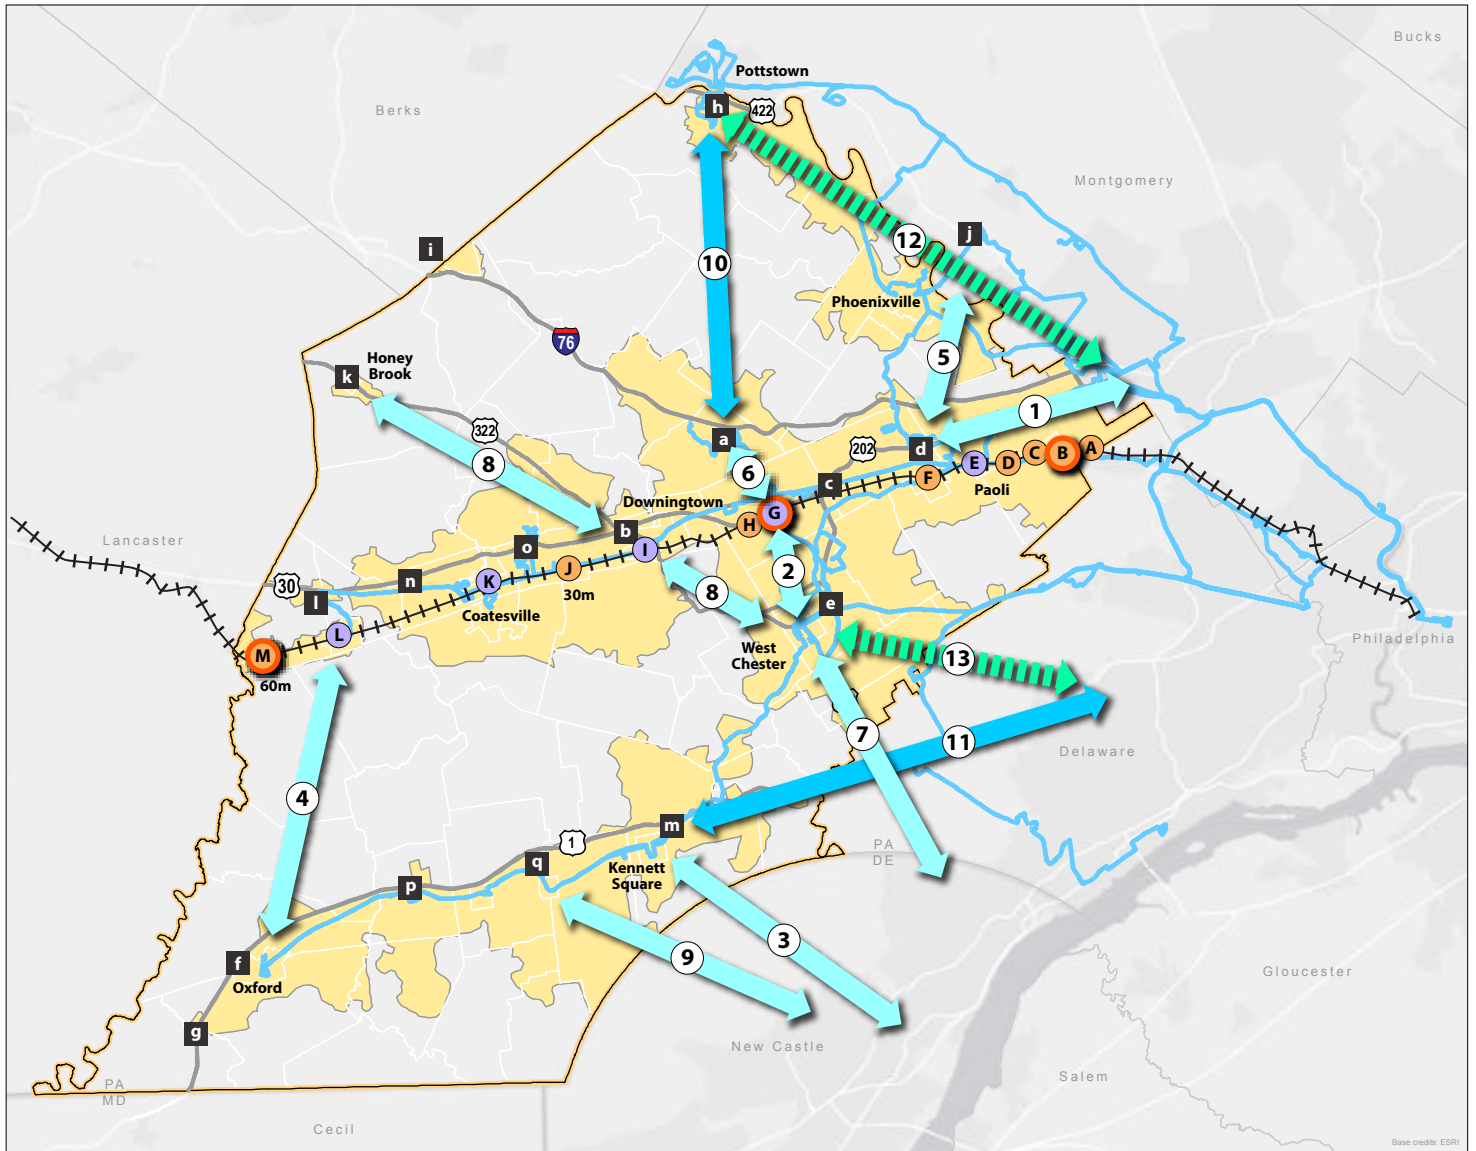 Bucks
Pottstown
Berks
h
422
Montgomery
j
12
i
10
Phoenixville
76
Honey
Brook
k
5
1
322
a
202
d
C
B
A
8
6
E
D
F
c
Paoli
Downingtown
G
b
H
Lancaster
o
I
J
2
30
n
K
30m
8
l
Coatesville
e
L
West
Chester
Philadelphia
M
60m
13
7
11
Delaware
4
m
1
q
PA
DE
Kennett
Square
p
3
9
f
Oxford
Gloucester
g
New Castle
Salem
PA
MD
Cecil
Base credits: ESRI